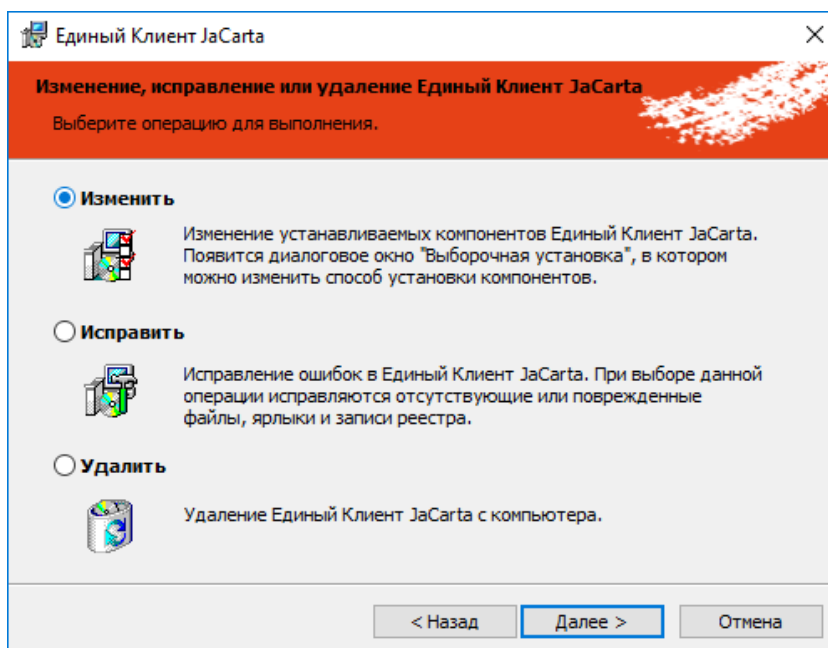 Единый Клиент JaCarta
Изменение, исправление или удаление Единый Клиент JaCarta
Выберите операцию для выполнения.
Изменить
Изменение устанавливаемых компонентов Единый Клиент JaCarta.
Появится диалоговое окно "Выборочная установка", в котором
можно изменить способ установки компонентов.
Исправить
Исправление ошибок в Единый Клиент JaCarta. При выборе данной
операции исправляются отсутствующие или поврежденные
файлы, ярлыки и записи реестра.
Удалить
Удаление Единый Клиент JaCarta с компьютера.
< Назад Далее > Отмена